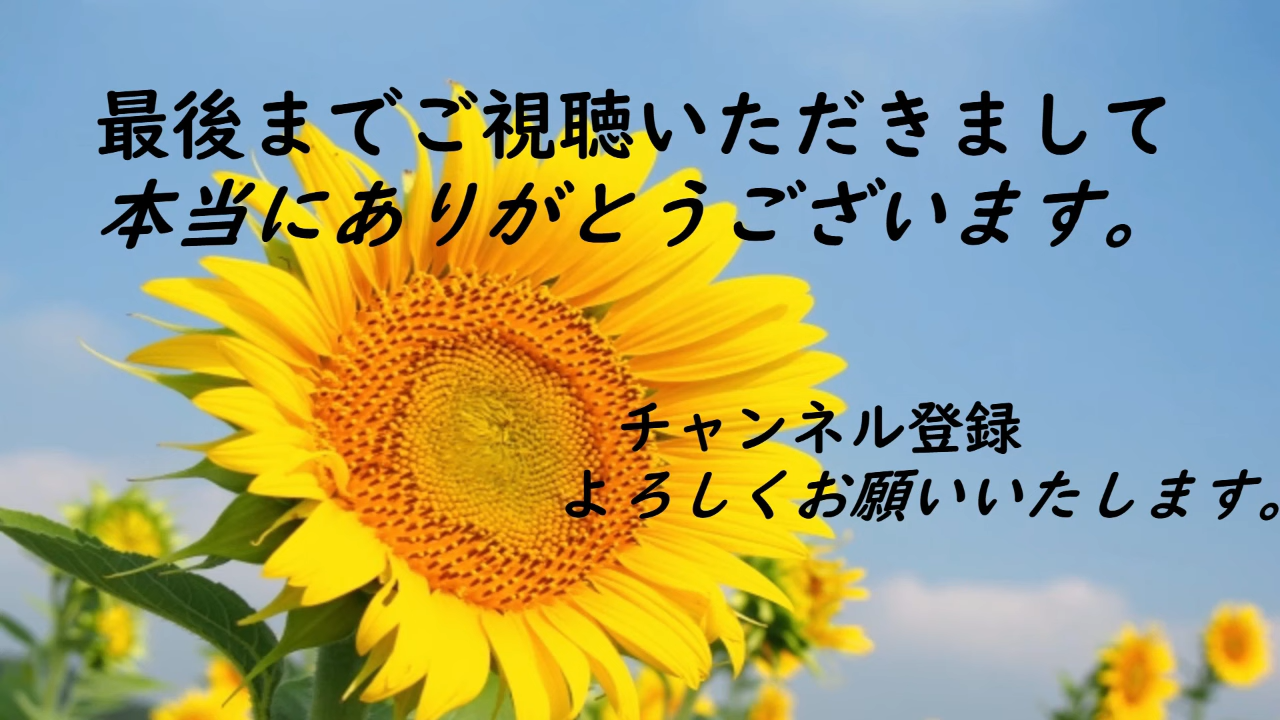 最後までご視聴いただきまして
本当にありがとうございます。
チャンネル登録
よろしくお願いいたします。